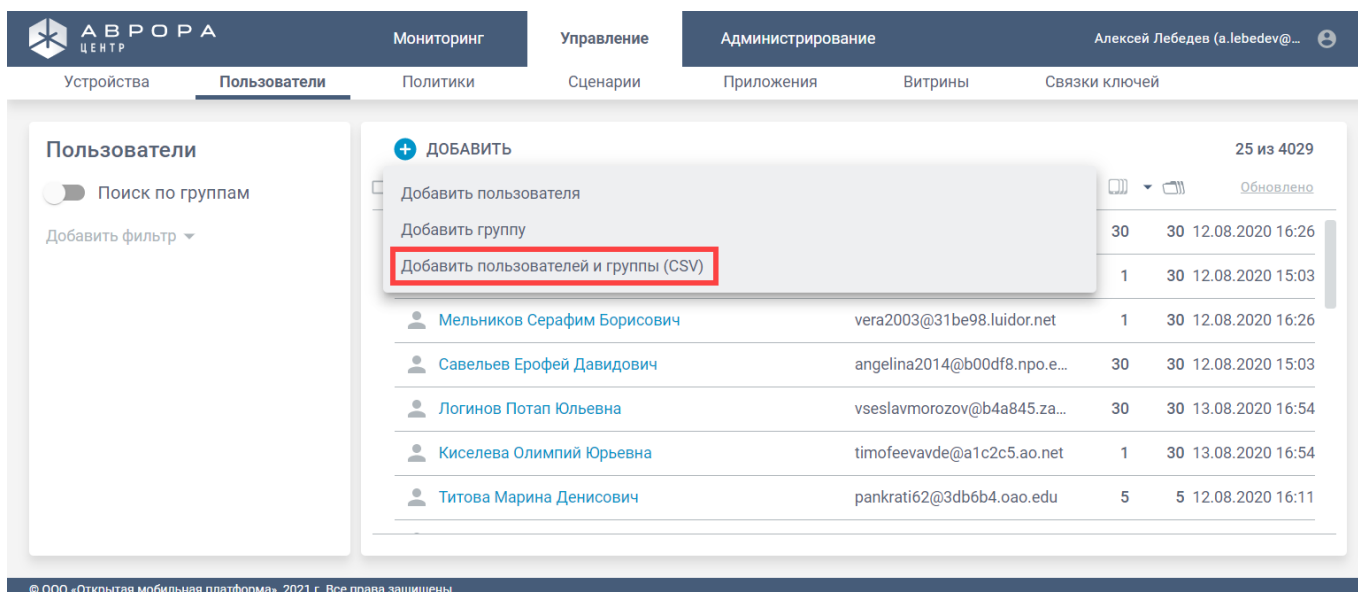 АВРОРА
ЦЕНТР
Мониторинг Управление Администрирование Алексей Лебедев (a.lebedev@...
Устройства Пользователи Политики Сценарии Приложения Витрины Связки ключей
Пользователи
Поиск по группам
Добавить фильтр
ДОБАВИТЬ 25 из 4029
Добавить пользователя
Добавить группу
Добавить пользователей и группы (CSV)
Обновлено
30 30 12.08.2020 16:26
1 30 12.08.2020 15:03
Мельников Серафим Борисович vera2003@31be98.luidor.net 1 30 12.08.2020 16:26
Савельев Ерофей Давидович angelina2014@b00df8.npo.e... 30 30 12.08.2020 15:03
Логинов Потап Юльевна vseslavmorozov@b4a845.za... 30 30 13.08.2020 16:54
Киселева Олимпий Юрьевна timofeevavde@a1c2c5.ao.net 1 30 13.08.2020 16:54
Титова Марина Денисович pankrati62@3db6b4.oao.edu 5 5 12.08.2020 16:11
© ООО «Открытая мобильная платформа», 2021 г. Все права защищены